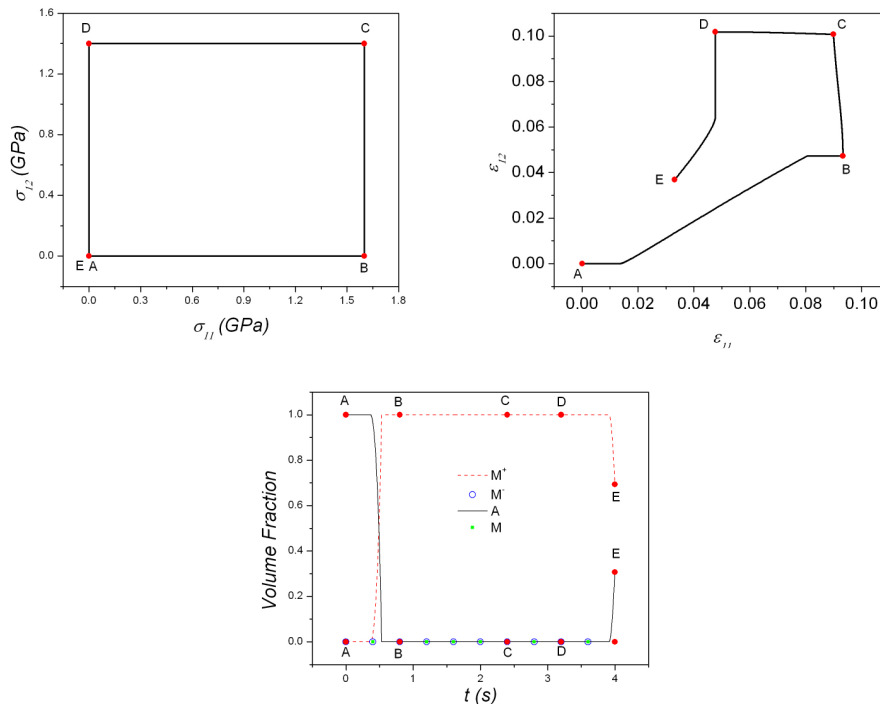 D
C
1.6
1.2
0.8
0.4
0.0
σ₁₂ (GPa)
E
A
B
0.0
0.3
0.6
0.9
1.2
1.5
1.8
σ₁₁ (GPa)
D
C
0.10
0.08
0.06
0.04
0.02
0.00
ε₁₂
E
B
A
0.00
0.02
0.04
0.06
0.08
0.10
ε₁₁
A
B
C
D
1.0
0.8
0.6
0.4
0.2
0.0
Volume Fraction
M⁺
M⁻
A
M
E
E
A
B
C
D
0
1
2
3
4
t (s)